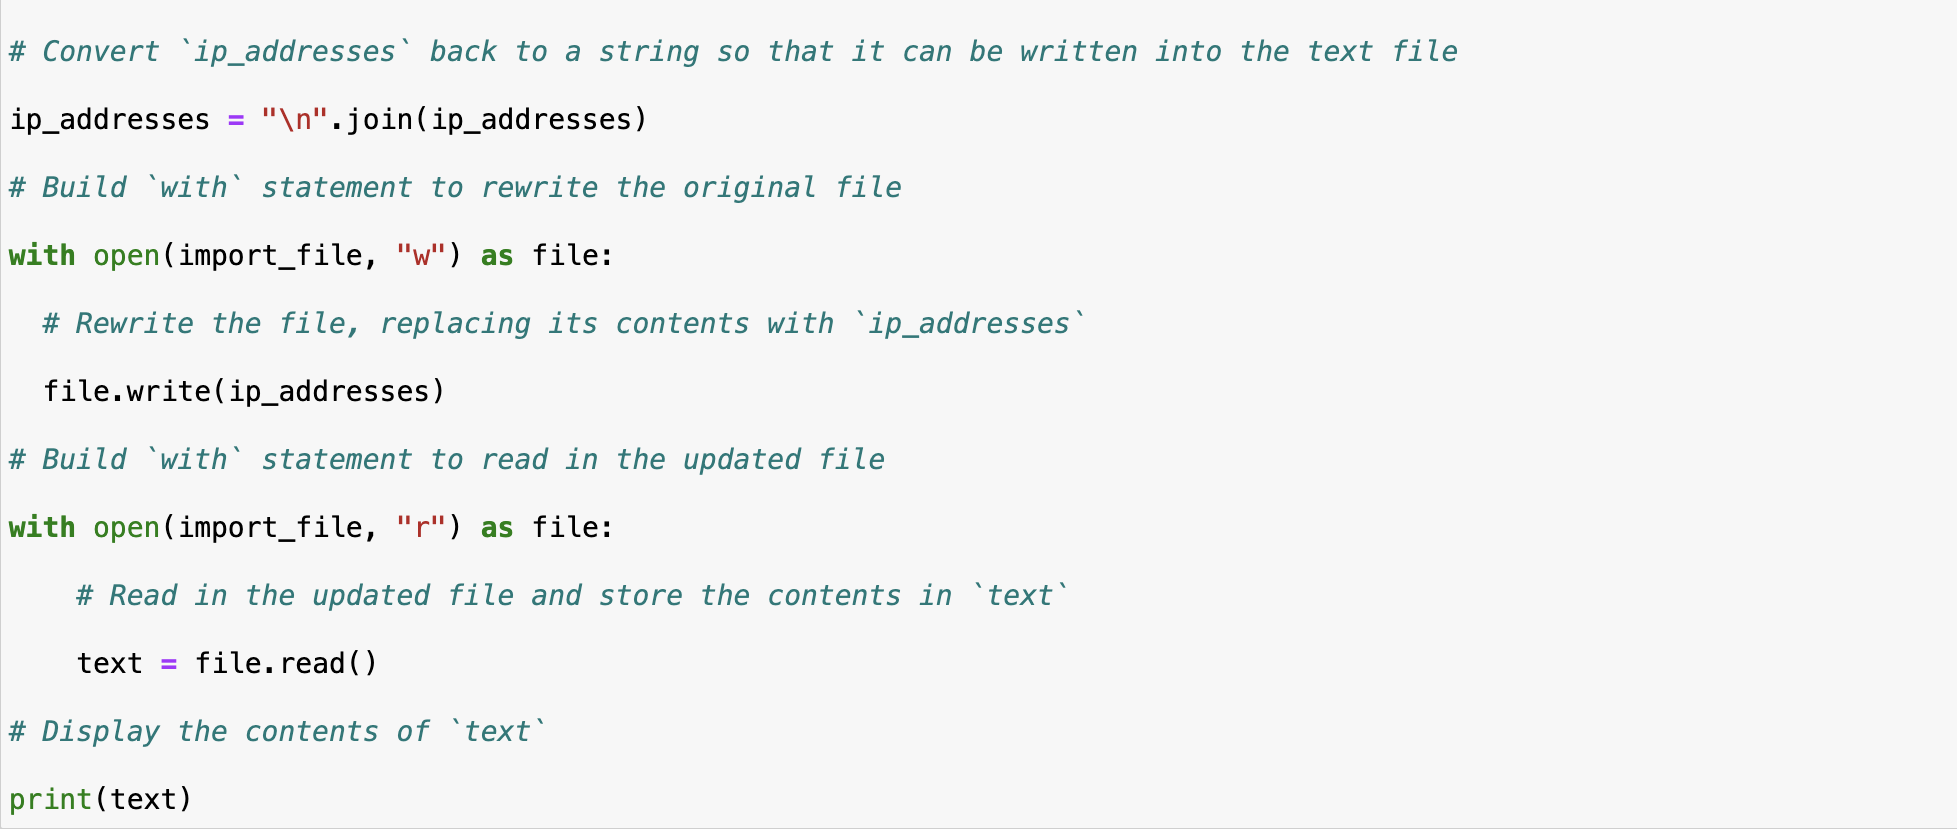 # Convert `ip_addresses` back to a string so that it can be written into the text file
ip_addresses = "\n".join(ip_addresses)
# Build `with` statement to rewrite the original file
with open(import_file, "w") as file:
  # Rewrite the file, replacing its contents with `ip_addresses`
  file.write(ip_addresses)
# Build `with` statement to read in the updated file
with open(import_file, "r") as file:
    # Read in the updated file and store the contents in `text`
    text = file.read()
# Display the contents of `text`
print(text)